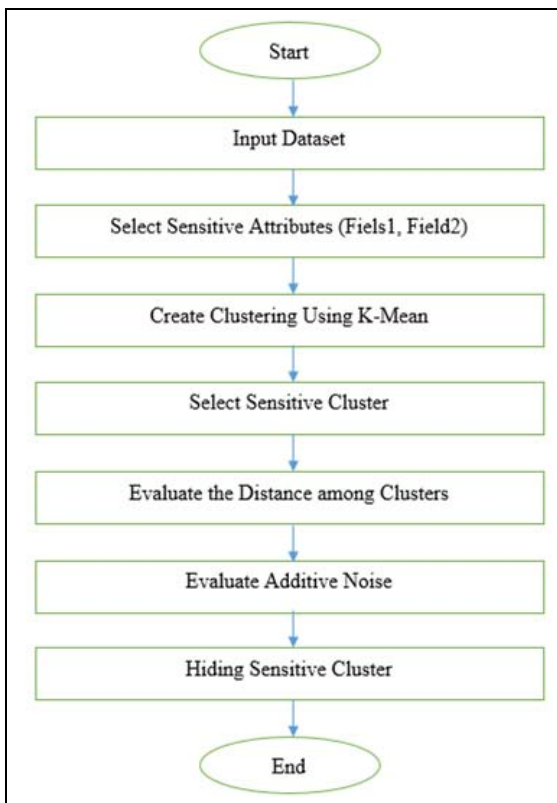 Start
Input Dataset
Select Sensitive Attributes (Fiels1, Field2)
Create Clustering Using K-Mean
Select Sensitive Cluster
Evaluate the Distance among Clusters
Evaluate Additive Noise
Hiding Sensitive Cluster
End